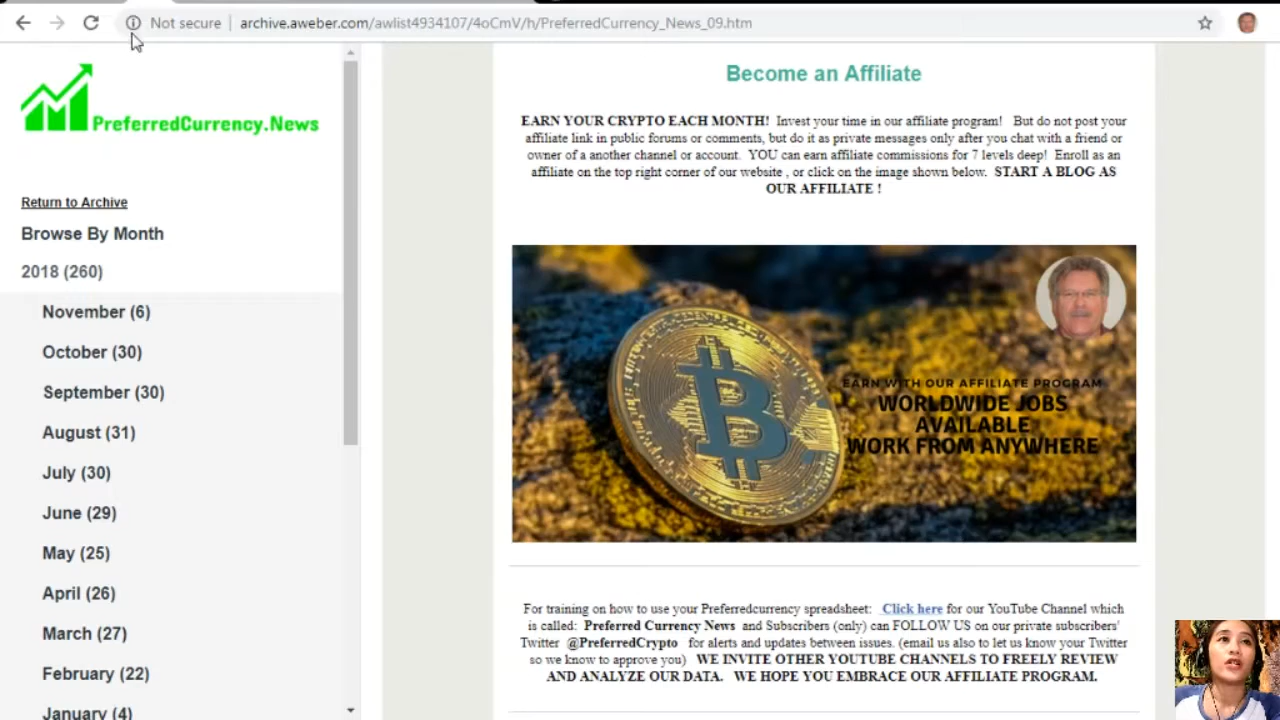 Not secure | archive.aweber.com/awlist4934107/4oCmV/h/PreferredCurrency_News_09.htm
PreferredCurrency.News
Return to Archive
Browse By Month
2018 (260)
November (6)
October (30)
September (30)
August (31)
July (30)
June (29)
May (25)
April (26)
March (27)
February (22)
January (4)
Become an Affiliate
EARN YOUR CRYPTO EACH MONTH! Invest your time in our affiliate program! But do not post your
affiliate link in public forums or comments, but do it as private messages only after you chat with a friend or
owner of a another channel or account. YOU can earn affiliate commissions for 7 levels deep! Enroll as an
affiliate on the top right corner of our website , or click on the image shown below. START A BLOG AS
OUR AFFILIATE !
EARN WITH OUR AFFILIATE PROGRAM
WORLDWIDE JOBS
AVAILABLE
WORK FROM ANYWHERE
For training on how to use your Preferredcurrency spreadsheet: Click here for our YouTube Channel which
is called: Preferred Currency News and Subscribers (only) can FOLLOW US on our private subscribers'
Twitter @PreferredCrypto for alerts and updates between issues. (email us also to let us know your Twitter
so we know to approve you) WE INVITE OTHER YOUTUBE CHANNELS TO FREELY REVIEW
AND ANALYZE OUR DATA. WE HOPE YOU EMBRACE OUR AFFILIATE PROGRAM.